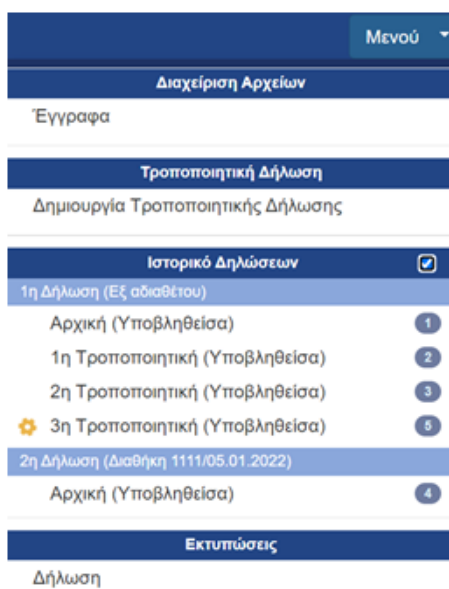 Μενού
Διαχείριση Αρχείων
Έγγραφα
Τροποποιητική Δήλωση
Δημιουργία Τροποποιητικής Δήλωσης
Ιστορικό Δηλώσεων
1η Δήλωση (Εξ αδιαθέτου)
Αρχική (Υποβληθείσα) 1
1η Τροποποιητική (Υποβληθείσα) 2
2η Τροποποιητική (Υποβληθείσα) 3
3η Τροποποιητική (Υποβληθείσα) 5
2η Δήλωση (Διαθήκη 1111/05.01.2022)
Αρχική (Υποβληθείσα) 4
Εκτυπώσεις
Δήλωση